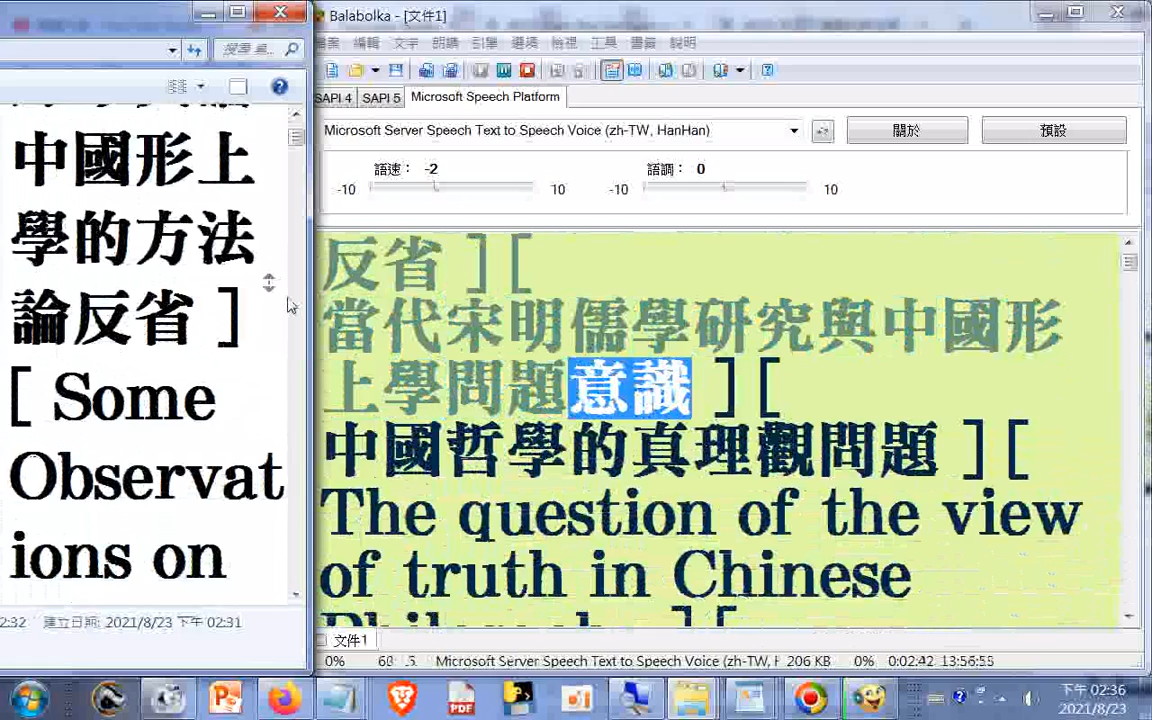 中國形上
學的方法
論反省 ]
[ Some
Observat
ions on
2:32 建立日期: 2021/8/23 下午 02:31
Balabolka - [文件1]
編輯 文字 朗讀 引擎 選項 檢視 工具 書籤 說明
SAPI 4 SAPI 5 Microsoft Speech Platform
Microsoft Server Speech Text to Speech Voice (zh-TW, HanHan) 關於 預設
語速： -2 語調： 0
-10 10 -10 10
反省 ] [
當代宋明儒學研究與中國形
上學問題意識 ] [
中國哲學的真理觀問題 ] [
The question of the view
of truth in Chinese
文件1
0% Microsoft Server Speech Text to Speech Voice (zh-TW, H 206 KB 0% 0:02:42 13:56:55
下午 02:36
2021/8/23